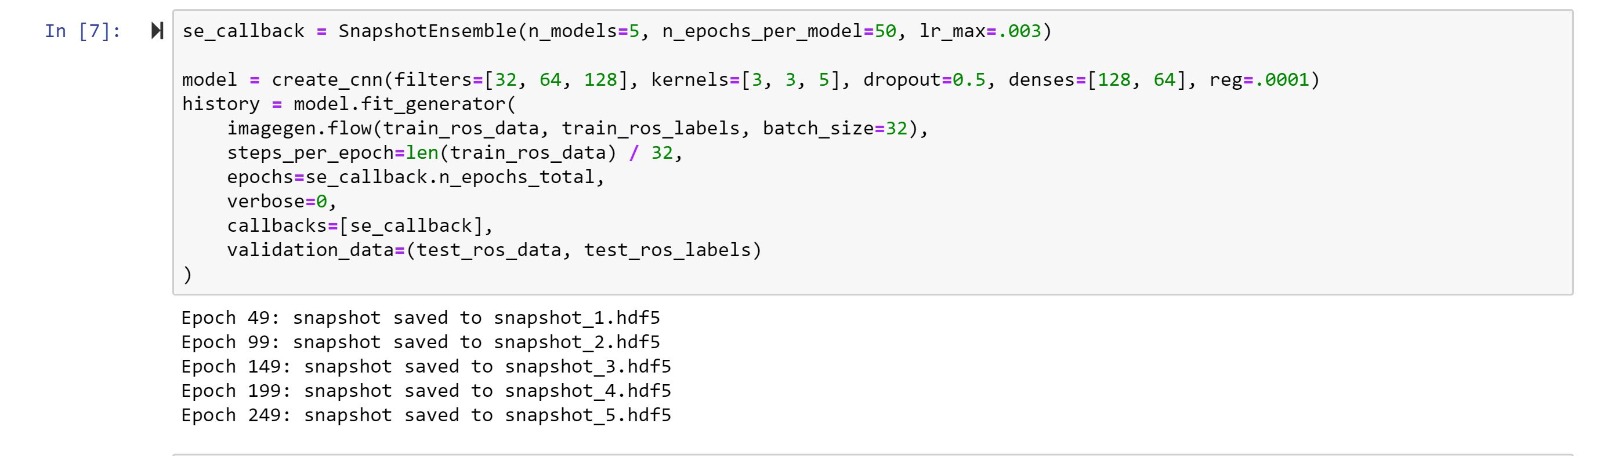 In [7]:
se_callback = SnapshotEnsemble(n_models=5, n_epochs_per_model=50, lr_max=.003)
model = create_cnn(filters=[32, 64, 128], kernels=[3, 3, 5], dropout=0.5, denses=[128, 64], reg=.0001)
history = model.fit_generator(
    imagegen.flow(train_ros_data, train_ros_labels, batch_size=32),
    steps_per_epoch=len(train_ros_data) / 32,
    epochs=se_callback.n_epochs_total,
    verbose=0,
    callbacks=[se_callback],
    validation_data=(test_ros_data, test_ros_labels)
)
Epoch 49: snapshot saved to snapshot_1.hdf5
Epoch 99: snapshot saved to snapshot_2.hdf5
Epoch 149: snapshot saved to snapshot_3.hdf5
Epoch 199: snapshot saved to snapshot_4.hdf5
Epoch 249: snapshot saved to snapshot_5.hdf5